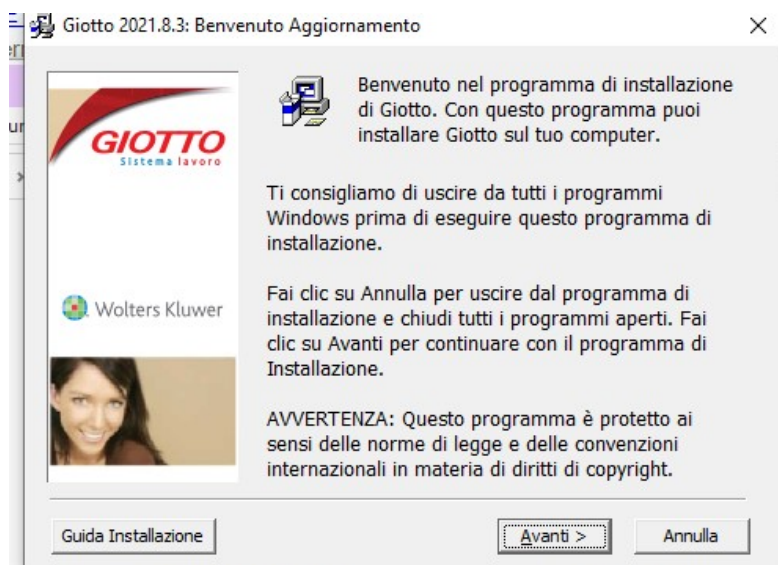 Giotto 2021.8.3: Benvenuto Aggiornamento
GIOTTO
Sistema lavoro
Wolters Kluwer
Benvenuto nel programma di installazione
di Giotto. Con questo programma puoi
installare Giotto sul tuo computer.
Ti consigliamo di uscire da tutti i programmi
Windows prima di eseguire questo programma di
installazione.
Fai clic su Annulla per uscire dal programma di
installazione e chiudi tutti i programmi aperti. Fai
clic su Avanti per continuare con il programma di
Installazione.
AVVERTENZA: Questo programma è protetto ai
sensi delle norme di legge e delle convenzioni
internazionali in materia di diritti di copyright.
Guida Installazione
Avanti >
Annulla